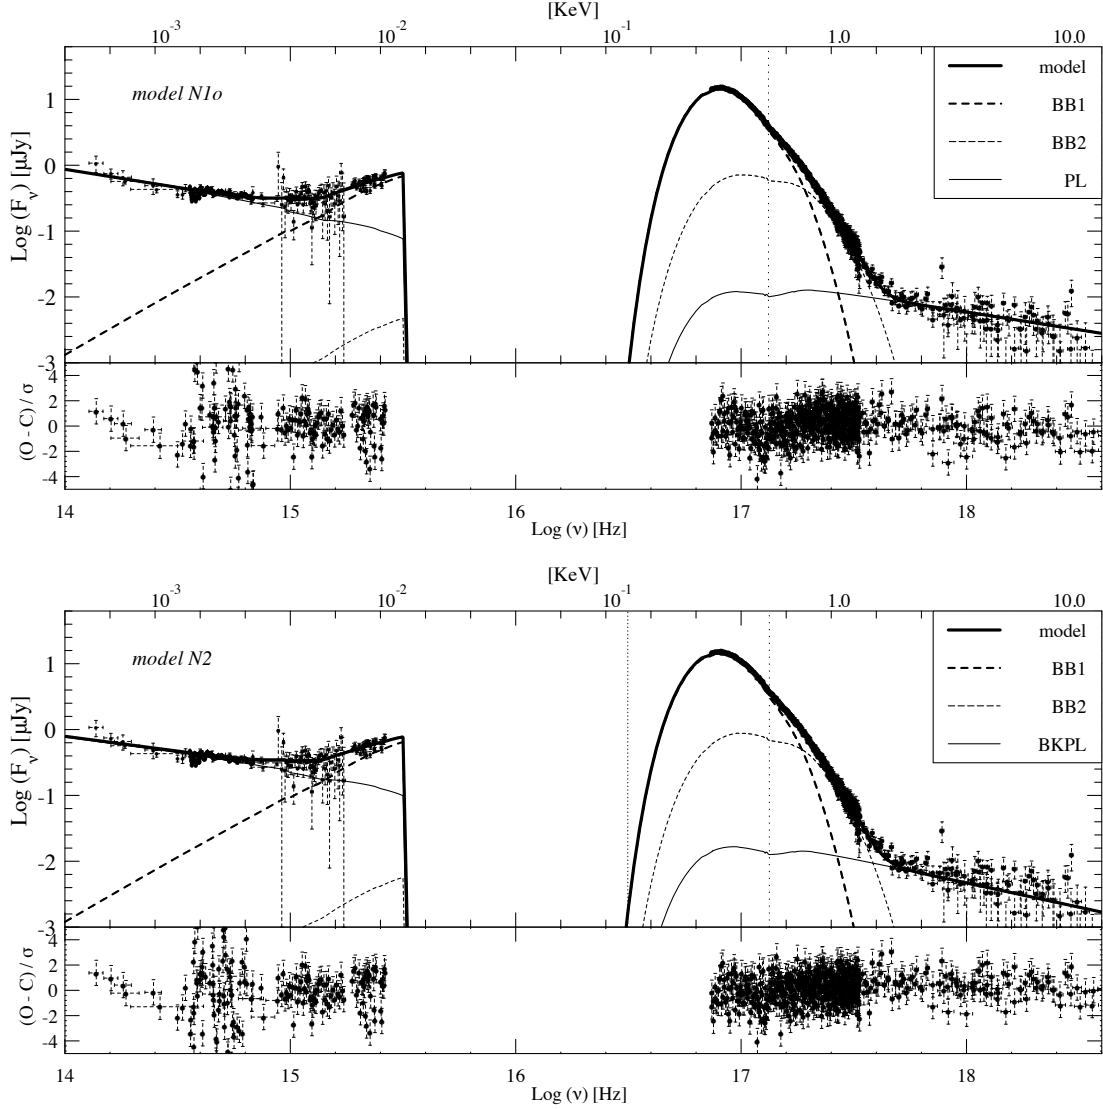 [KeV]
10-3 10-2 10-1 1.0 10.0
model N1o
model
BB1
BB2
PL
Log (Fν) [μJy]
1
0
-1
-2
-3
(O - C) / σ
4
2
0
-2
-4
14 15 16 17 18
Log (ν) [Hz]
[KeV]
10-3 10-2 10-1 1.0 10.0
model N2
model
BB1
BB2
BKPL
Log (Fν) [μJy]
1
0
-1
-2
-3
(O - C) / σ
4
2
0
-2
-4
14 15 16 17 18
Log (ν) [Hz]